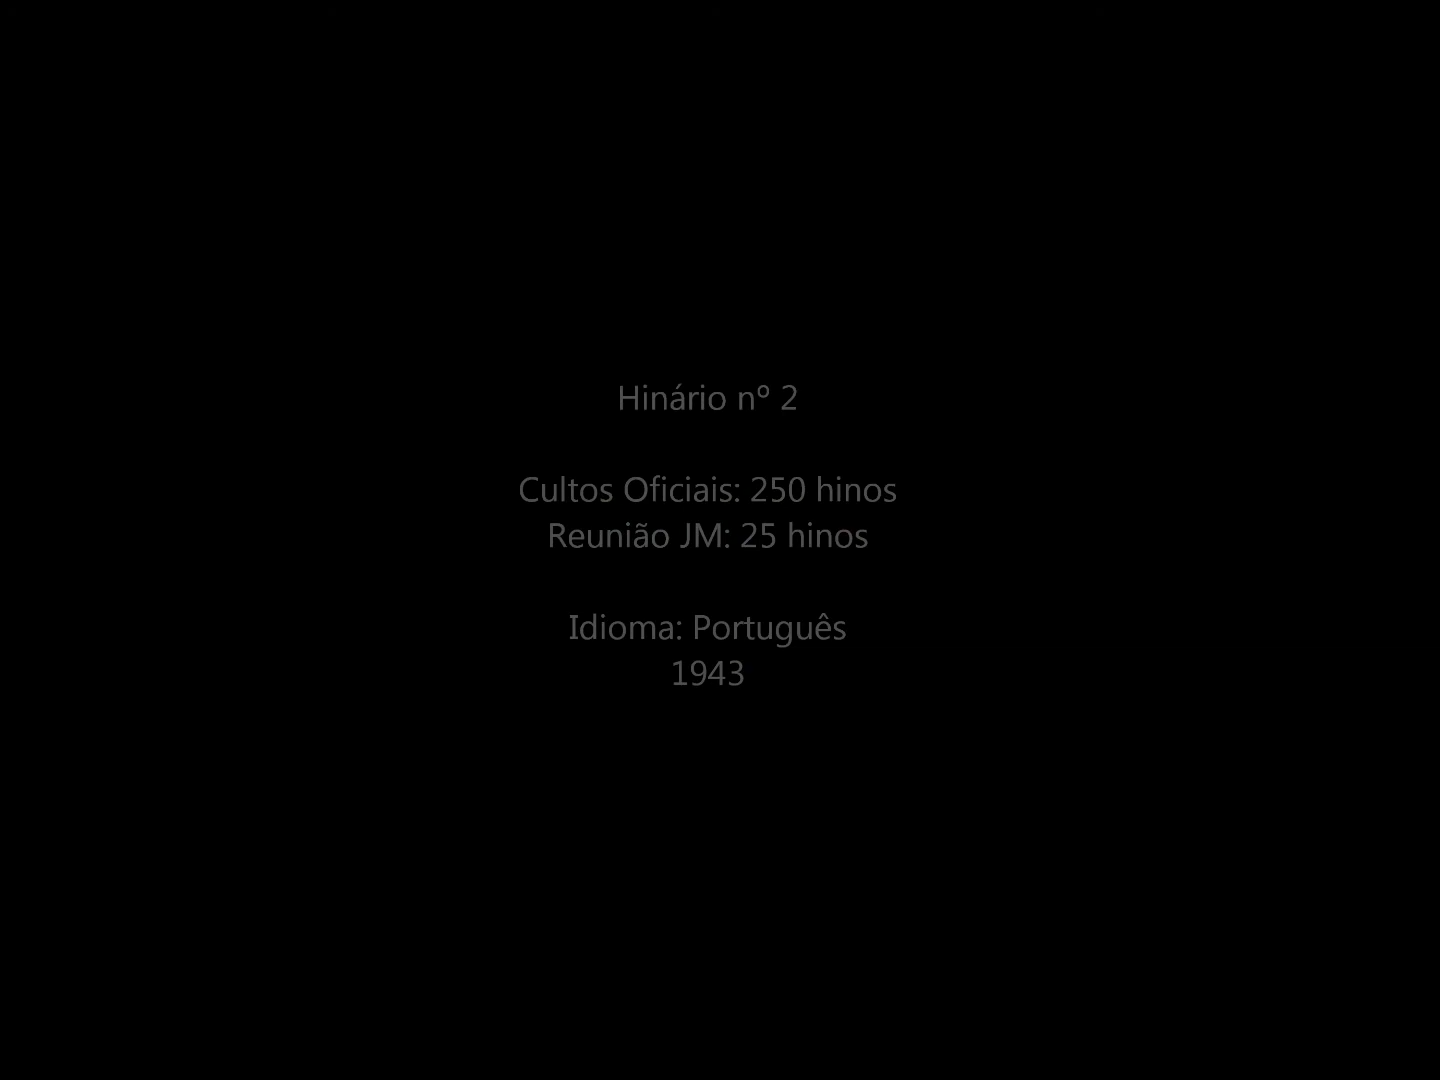 Hinário nº 2
Cultos Oficiais: 250 hinos
Reunião JM: 25 hinos
Idioma: Português
1943